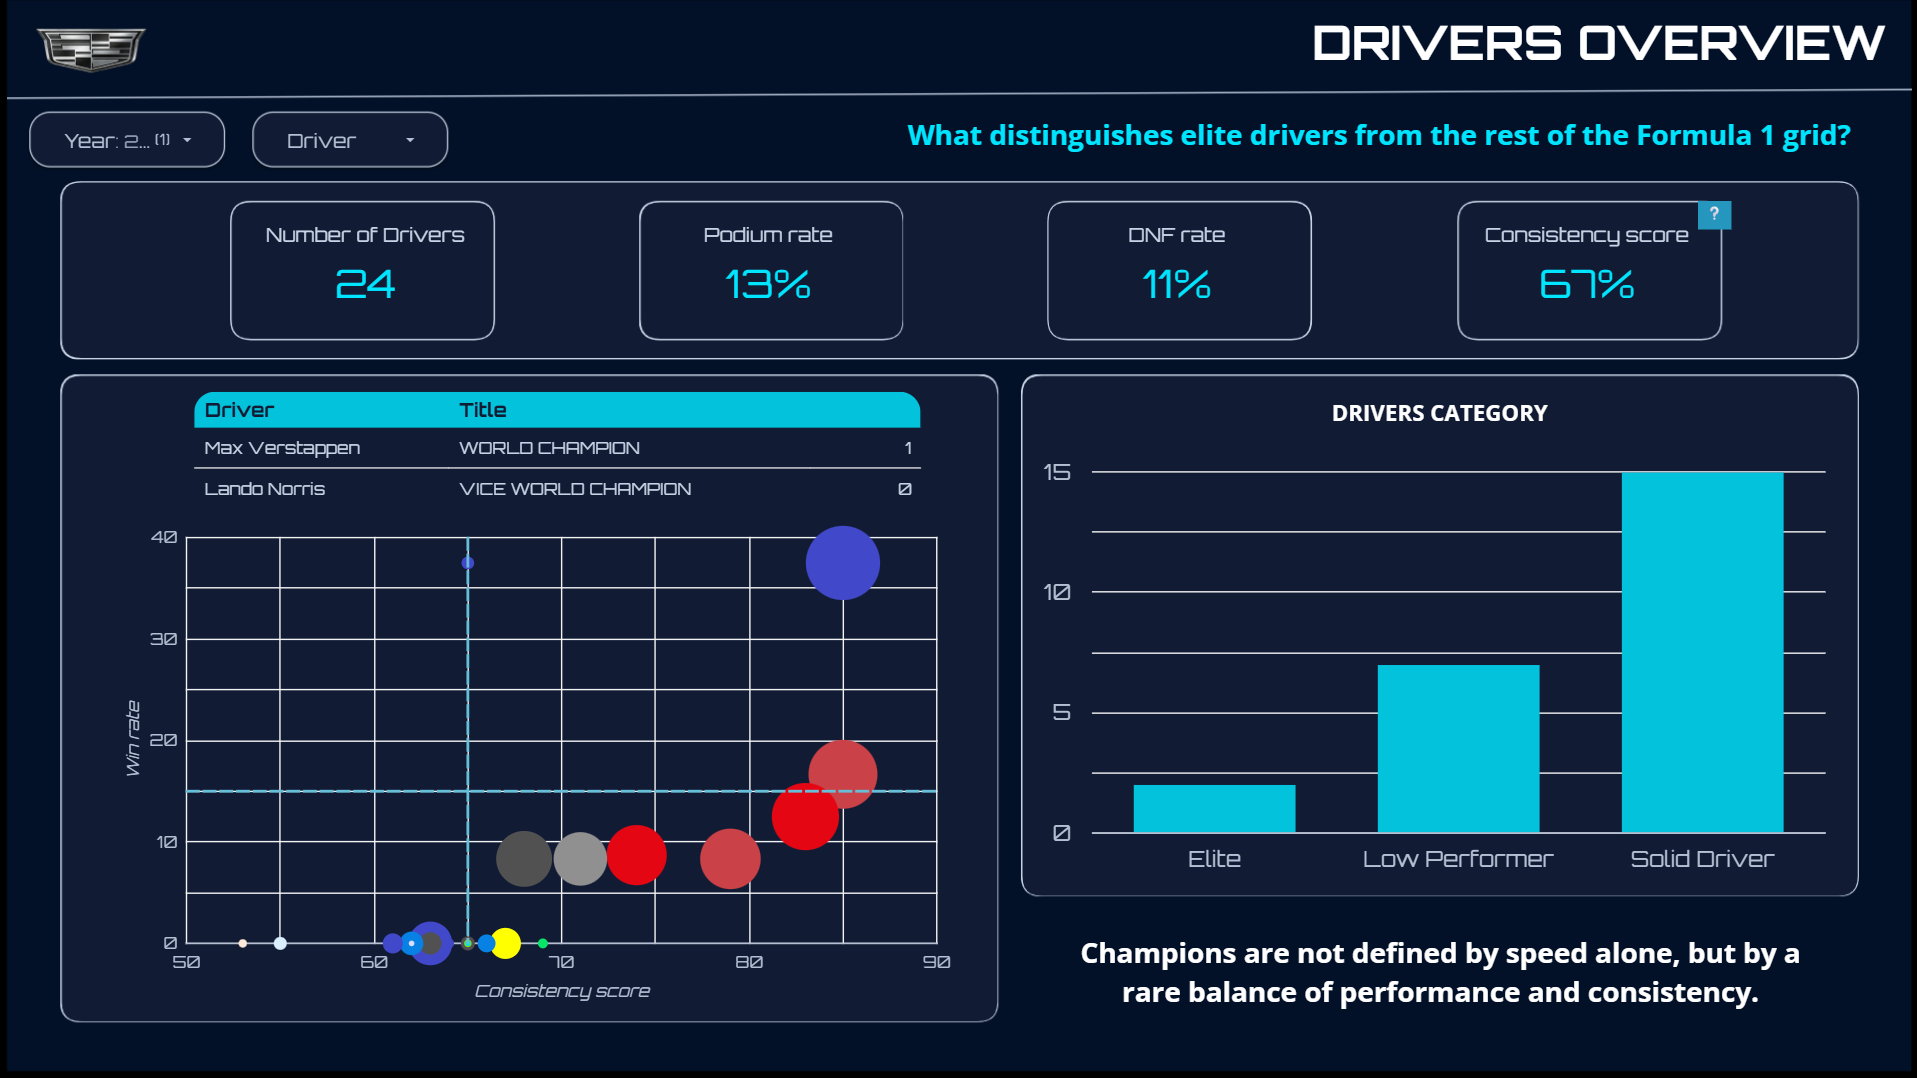 DRIVERS OVERVIEW
Year: 2... (1)
Driver
What distinguishes elite drivers from the rest of the Formula 1 grid?
Number of Drivers
24
Podium rate
13%
DNF rate
11%
Consistency score
67%
?
Driver Title
Max Verstappen WORLD CHAMPION 1
Lando Norris VICE WORLD CHAMPION 0
40
30
20
10
0
Win rate
50 60 70 80 90
Consistency score
DRIVERS CATEGORY
15
10
5
0
Elite Low Performer Solid Driver
Champions are not defined by speed alone, but by a
rare balance of performance and consistency.